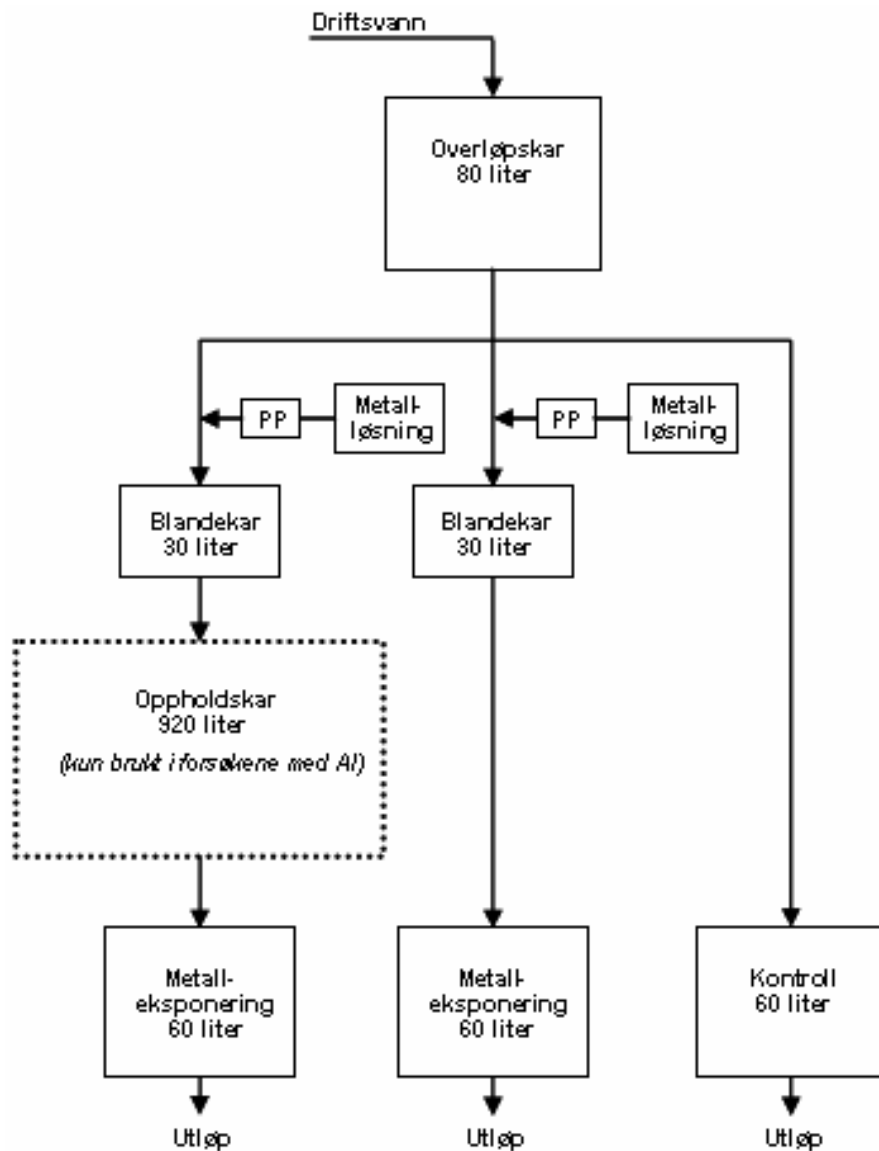 Driftsvann
Overløpskar
80 liter
PP
Metall-
løsning
PP
Metall-
løsning
Blandekar
30 liter
Blandekar
30 liter
Oppholdskar
920 liter
(kun brukt i forsøkene med Al)
Metall-
eksponering
60 liter
Metall-
eksponering
60 liter
Kontroll
60 liter
Utløp
Utløp
Utløp